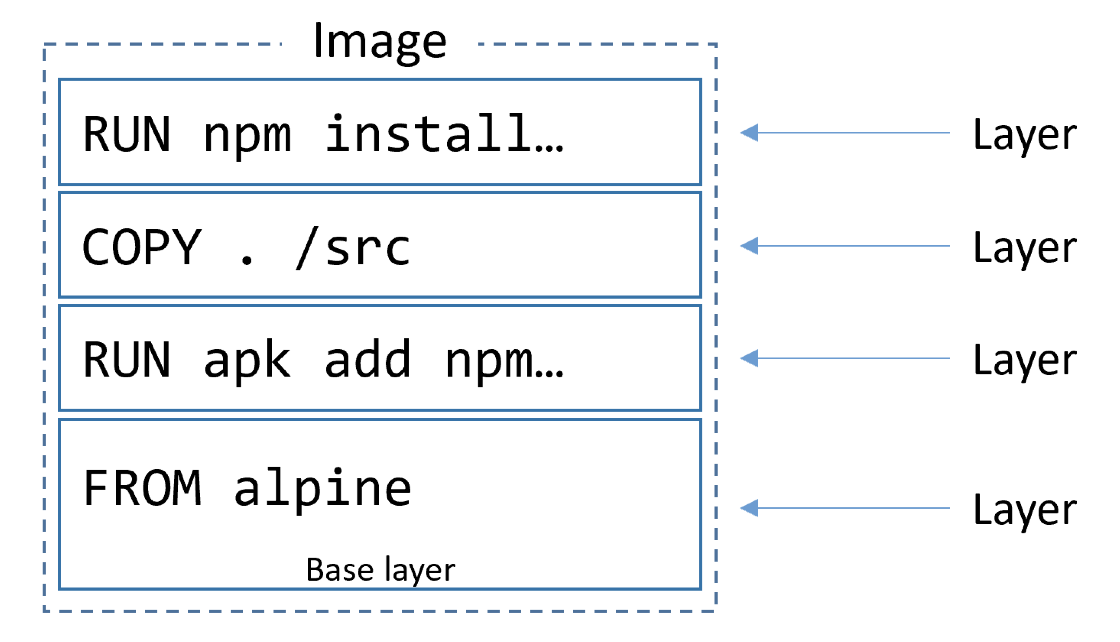 Image
RUN npm install…
Layer
COPY . /src
Layer
RUN apk add npm…
Layer
FROM alpine
Layer
Base layer